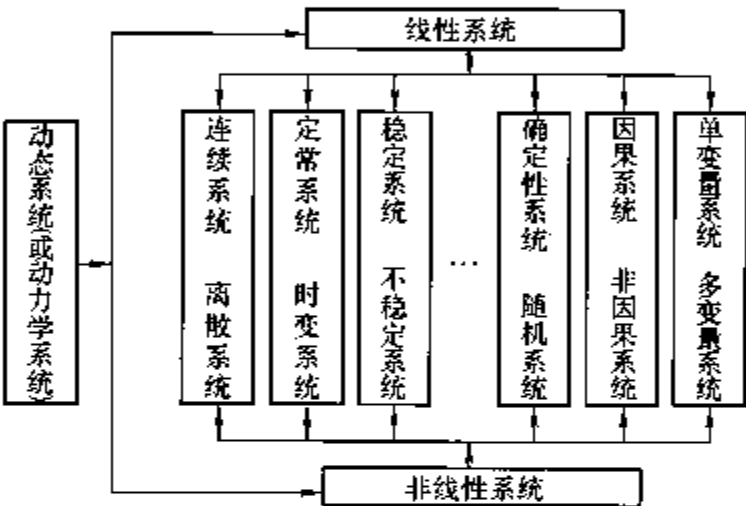 线性系统
动态系统(或动力学系统)
连续系统 离散系统
定常系统 时变系统
稳定系统 不稳定系统
…
确定性系统 随机系统
因果系统 非因果系统
单变量系统 多变量系统
非线性系统